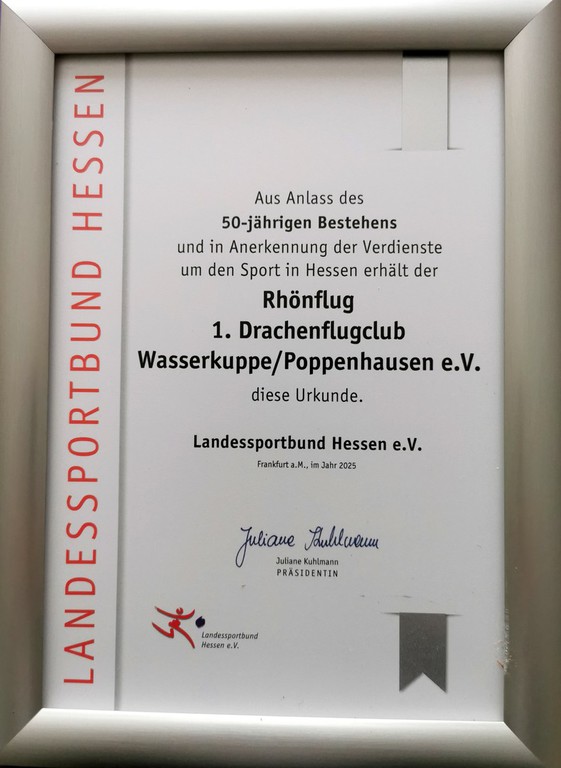 LANDESSPORTBUND HESSEN
Aus Anlass des
50-jährigen Bestehens
und in Anerkennung der Verdienste
um den Sport in Hessen erhält der
Rhönflug
1. Drachenflugclub
Wasserkuppe/Poppenhausen e.V.
diese Urkunde.
Landessportbund Hessen e.V.
Frankfurt a.M., im Jahr 2025
Juliane Kuhlmann
Juliane Kuhlmann
PRÄSIDENTIN
Landessportbund
Hessen e.V.